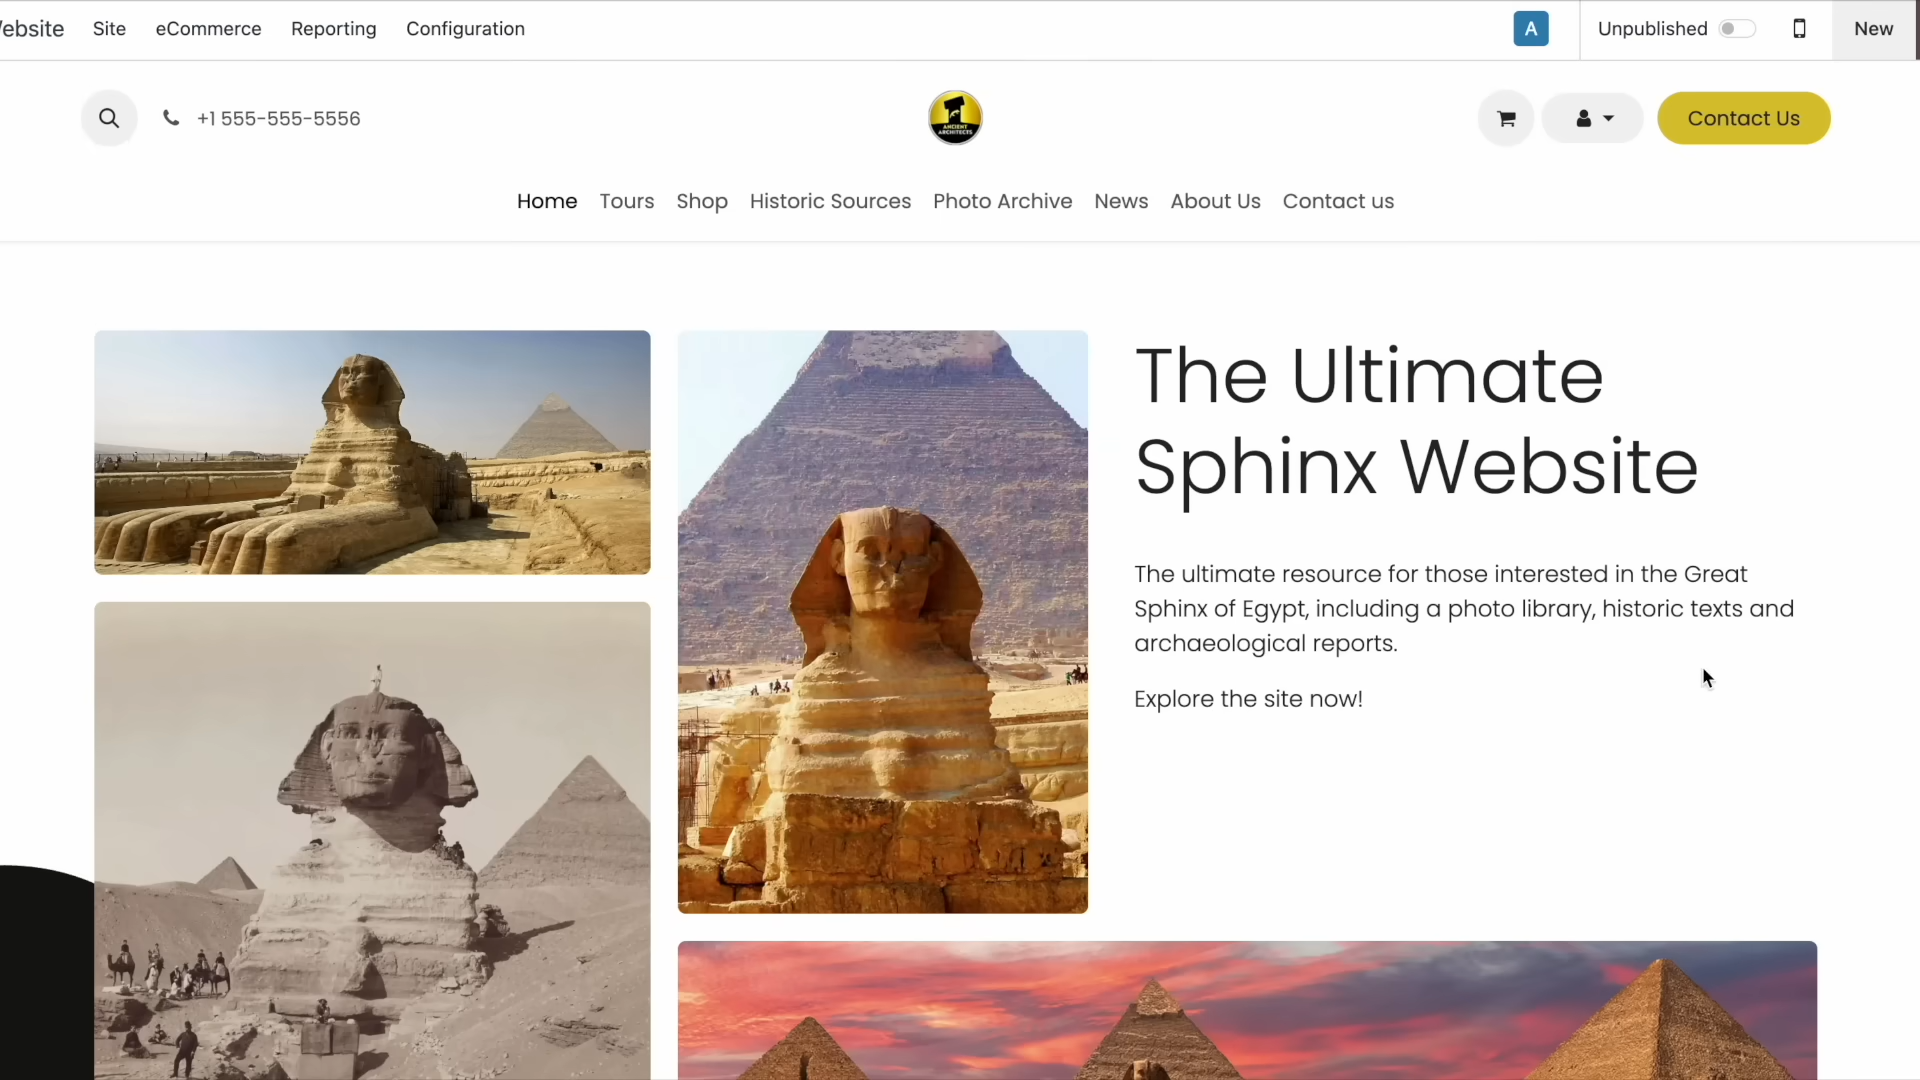 ebsite Site eCommerce Reporting Configuration A Unpublished New
+1 555-555-5556
ANCIENT
ARCHITECTS
Contact Us
Home Tours Shop Historic Sources Photo Archive News About Us Contact us
The Ultimate
Sphinx Website
The ultimate resource for those interested in the Great
Sphinx of Egypt, including a photo library, historic texts and
archaeological reports.
Explore the site now!